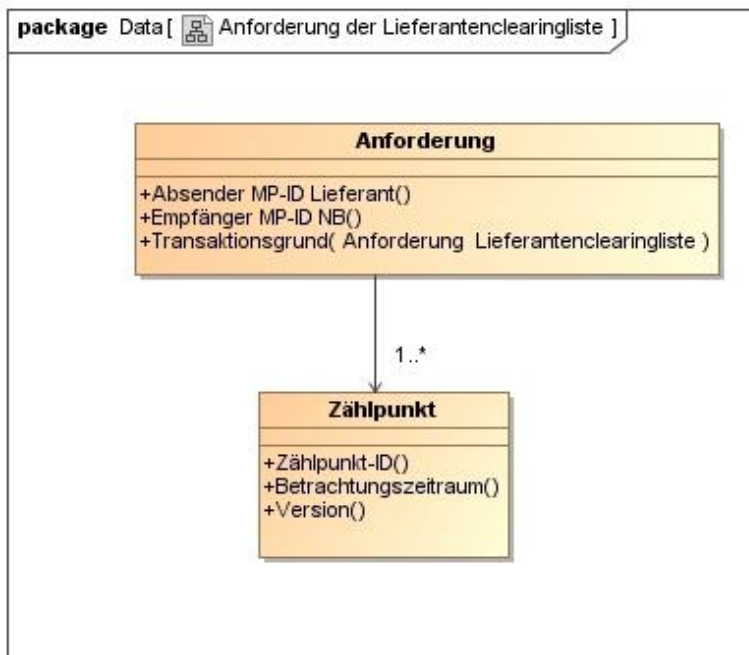 package Data [ Anforderung der Lieferantenclearingliste ]
Anforderung
+Absender MP-ID Lieferant()
+Empfänger MP-ID NB()
+Transaktionsgrund( Anforderung Lieferantenclearingliste )
1..*
Zählpunkt
+Zählpunkt-ID()
+Betrachtungszeitraum()
+Version()